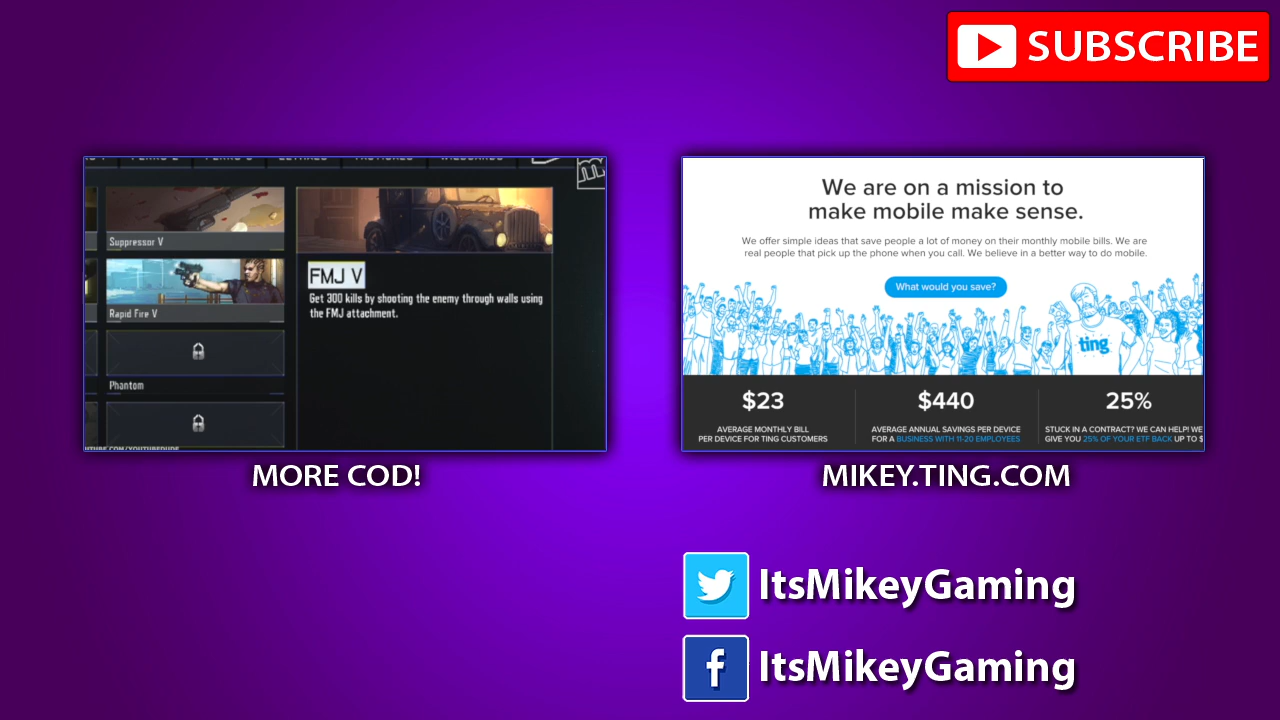 SUBSCRIBE
Suppressor V
Rapid Fire V
Phantom
FMJ V
Get 300 kills by shooting the enemy through walls using
the FMJ attachment.
MORE COD!
We are on a mission to
make mobile make sense.
We offer simple ideas that save people a lot of money on their monthly mobile bills. We are
real people that pick up the phone when you call. We believe in a better way to do mobile.
What would you save?
ting
$23
AVERAGE MONTHLY BILL
PER DEVICE FOR TING CUSTOMERS
$440
AVERAGE ANNUAL SAVINGS PER DEVICE
FOR A BUSINESS WITH 11-20 EMPLOYEES
25%
STUCK IN A CONTRACT? WE CAN HELP! WE
GIVE YOU 25% OF YOUR ETF BACK UP TO $
MIKEY.TING.COM
ItsMikeyGaming
ItsMikeyGaming